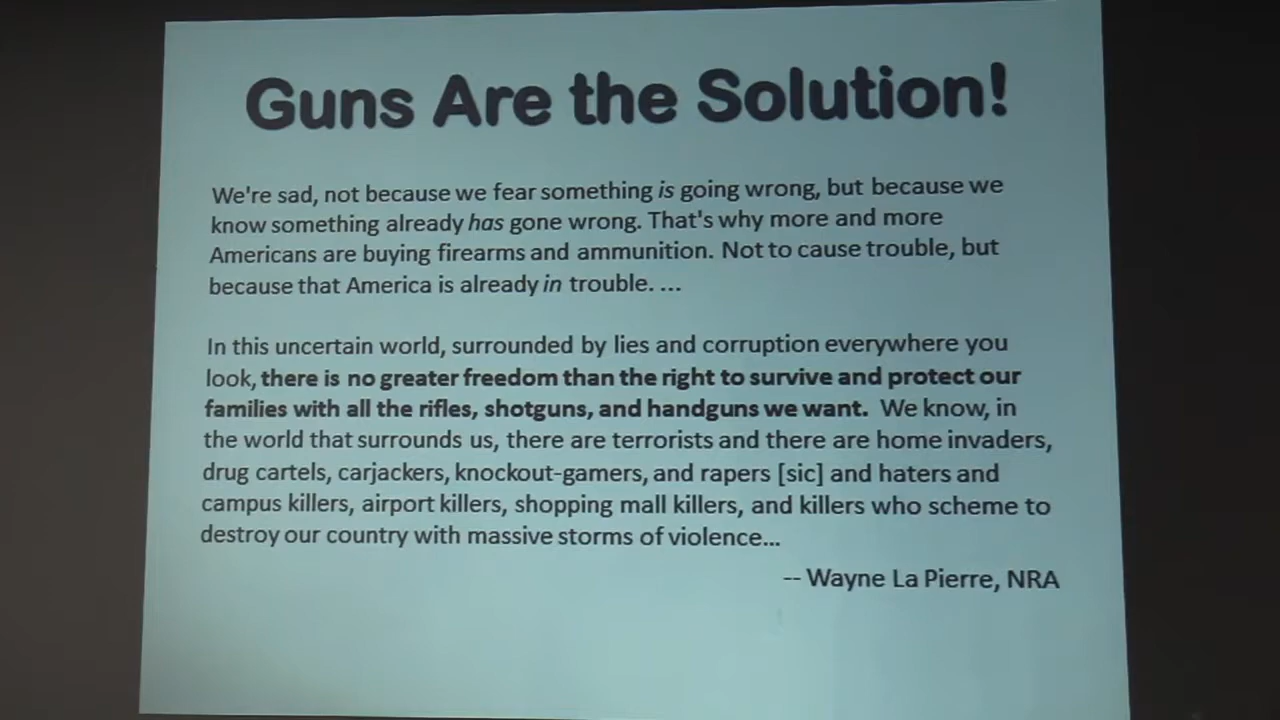 Guns Are the Solution!
We're sad, not because we fear something is going wrong, but because we
know something already has gone wrong. That's why more and more
Americans are buying firearms and ammunition. Not to cause trouble, but
because that America is already in trouble. ...
In this uncertain world, surrounded by lies and corruption everywhere you
look, there is no greater freedom than the right to survive and protect our
families with all the rifles, shotguns, and handguns we want. We know, in
the world that surrounds us, there are terrorists and there are home invaders,
drug cartels, carjackers, knockout-gamers, and rapers [sic] and haters and
campus killers, airport killers, shopping mall killers, and killers who scheme to
destroy our country with massive storms of violence...
-- Wayne La Pierre, NRA